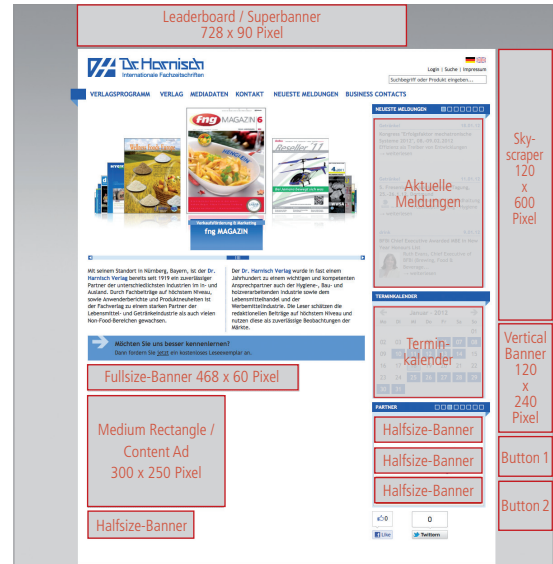 Leaderboard / Superbanner
728 x 90 Pixel
Dr. Harnisch
Internationale Fachzeitschriften
Login | Suche | Impressum
Suchbegriff oder Produkt eingeben...
VERLAGSPROGRAMM VERLAG MEDIADATEN KONTAKT NEUESTE MELDUNGEN BUSINESS CONTACTS
fng MAGAZIN 6
Reseller '11
Verkaufsförderung & Marketing
fng MAGAZIN
Mit seinem Standort in Nürnberg, Bayern, ist der Dr.
Harnisch Verlag bereits seit 1919 ein zuverlässiger
Partner der unterschiedlichsten Industrien im In- und
Ausland. Durch Fachbeiträge auf höchstem Niveau,
sowie Anwenderberichte und Produktneuheiten ist
der Fachverlag zu einem starken Partner der
Lebensmittel- und Getränkeindustrie als auch vielen
Non-Food-Bereichen gewachsen.
Der Dr. Harnisch Verlag wurde in fast einem
Jahrhundert zu einem wichtigen und kompetenten
Ansprechpartner auch der Hygiene-, Bau- und
holzverarbeitenden Industrie sowie dem
Lebensmittelhandel und der
Werbemittelindustrie. Die Leser schätzen die
redaktionellen Beiträge auf höchstem Niveau und
nutzen diese als zuverlässige Beobachtungen der
Märkte.
Möchten Sie uns besser kennenlernen?
Dann fordern Sie jetzt ein kostenloses Leseexemplar an.
Fullsize-Banner 468 x 60 Pixel
Medium Rectangle /
Content Ad
300 x 250 Pixel
Halfsize-Banner
NEUESTE MELDUNGEN
Aktuelle
Meldungen
TERMINKALENDER
Januar - 2012
Termin-
kalender
PARTNER
Halfsize-Banner
Halfsize-Banner
Halfsize-Banner
0
0
Like
Twittern
Sky-
scraper
120
x
600
Pixel
Vertical
Banner
120
x
240
Pixel
Button 1
Button 2